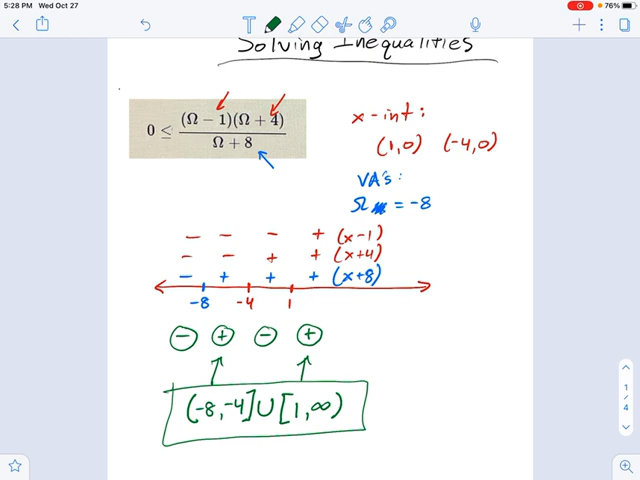 5:28 PM Wed Oct 27
76%
Solving Inequalities
0 ≤ (Ω − 1)(Ω + 4) / Ω + 8
x-int:
(1,0) (-4,0)
VA's:
Ω = -8
− − − + (x-1)
− − + + (x+4)
− + + + (x+8)
-8 -4 1
− + − +
(-8,-4]∪[1,∞)
1
/
4